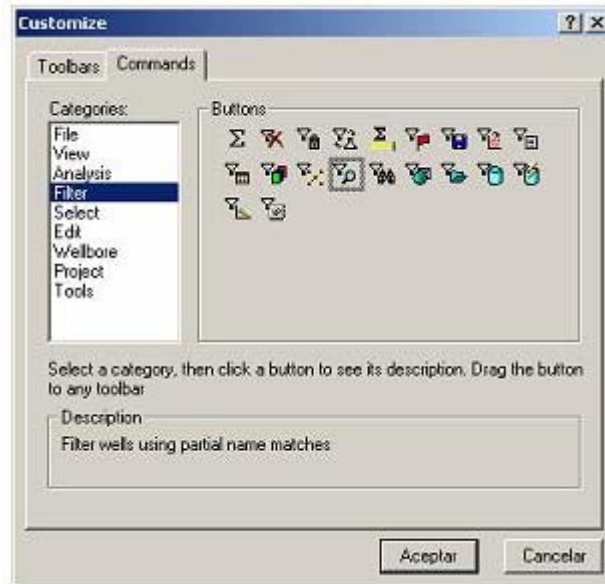 Customize
Toolbars Commands
Categories:
Buttons
File
View
Analysis
Filter
Select
Edit
Wellbore
Project
Tools
Select a category, then click a button to see its description. Drag the button
to any toolbar
Description
Filter wells using partial name matches
Aceptar
Cancelar